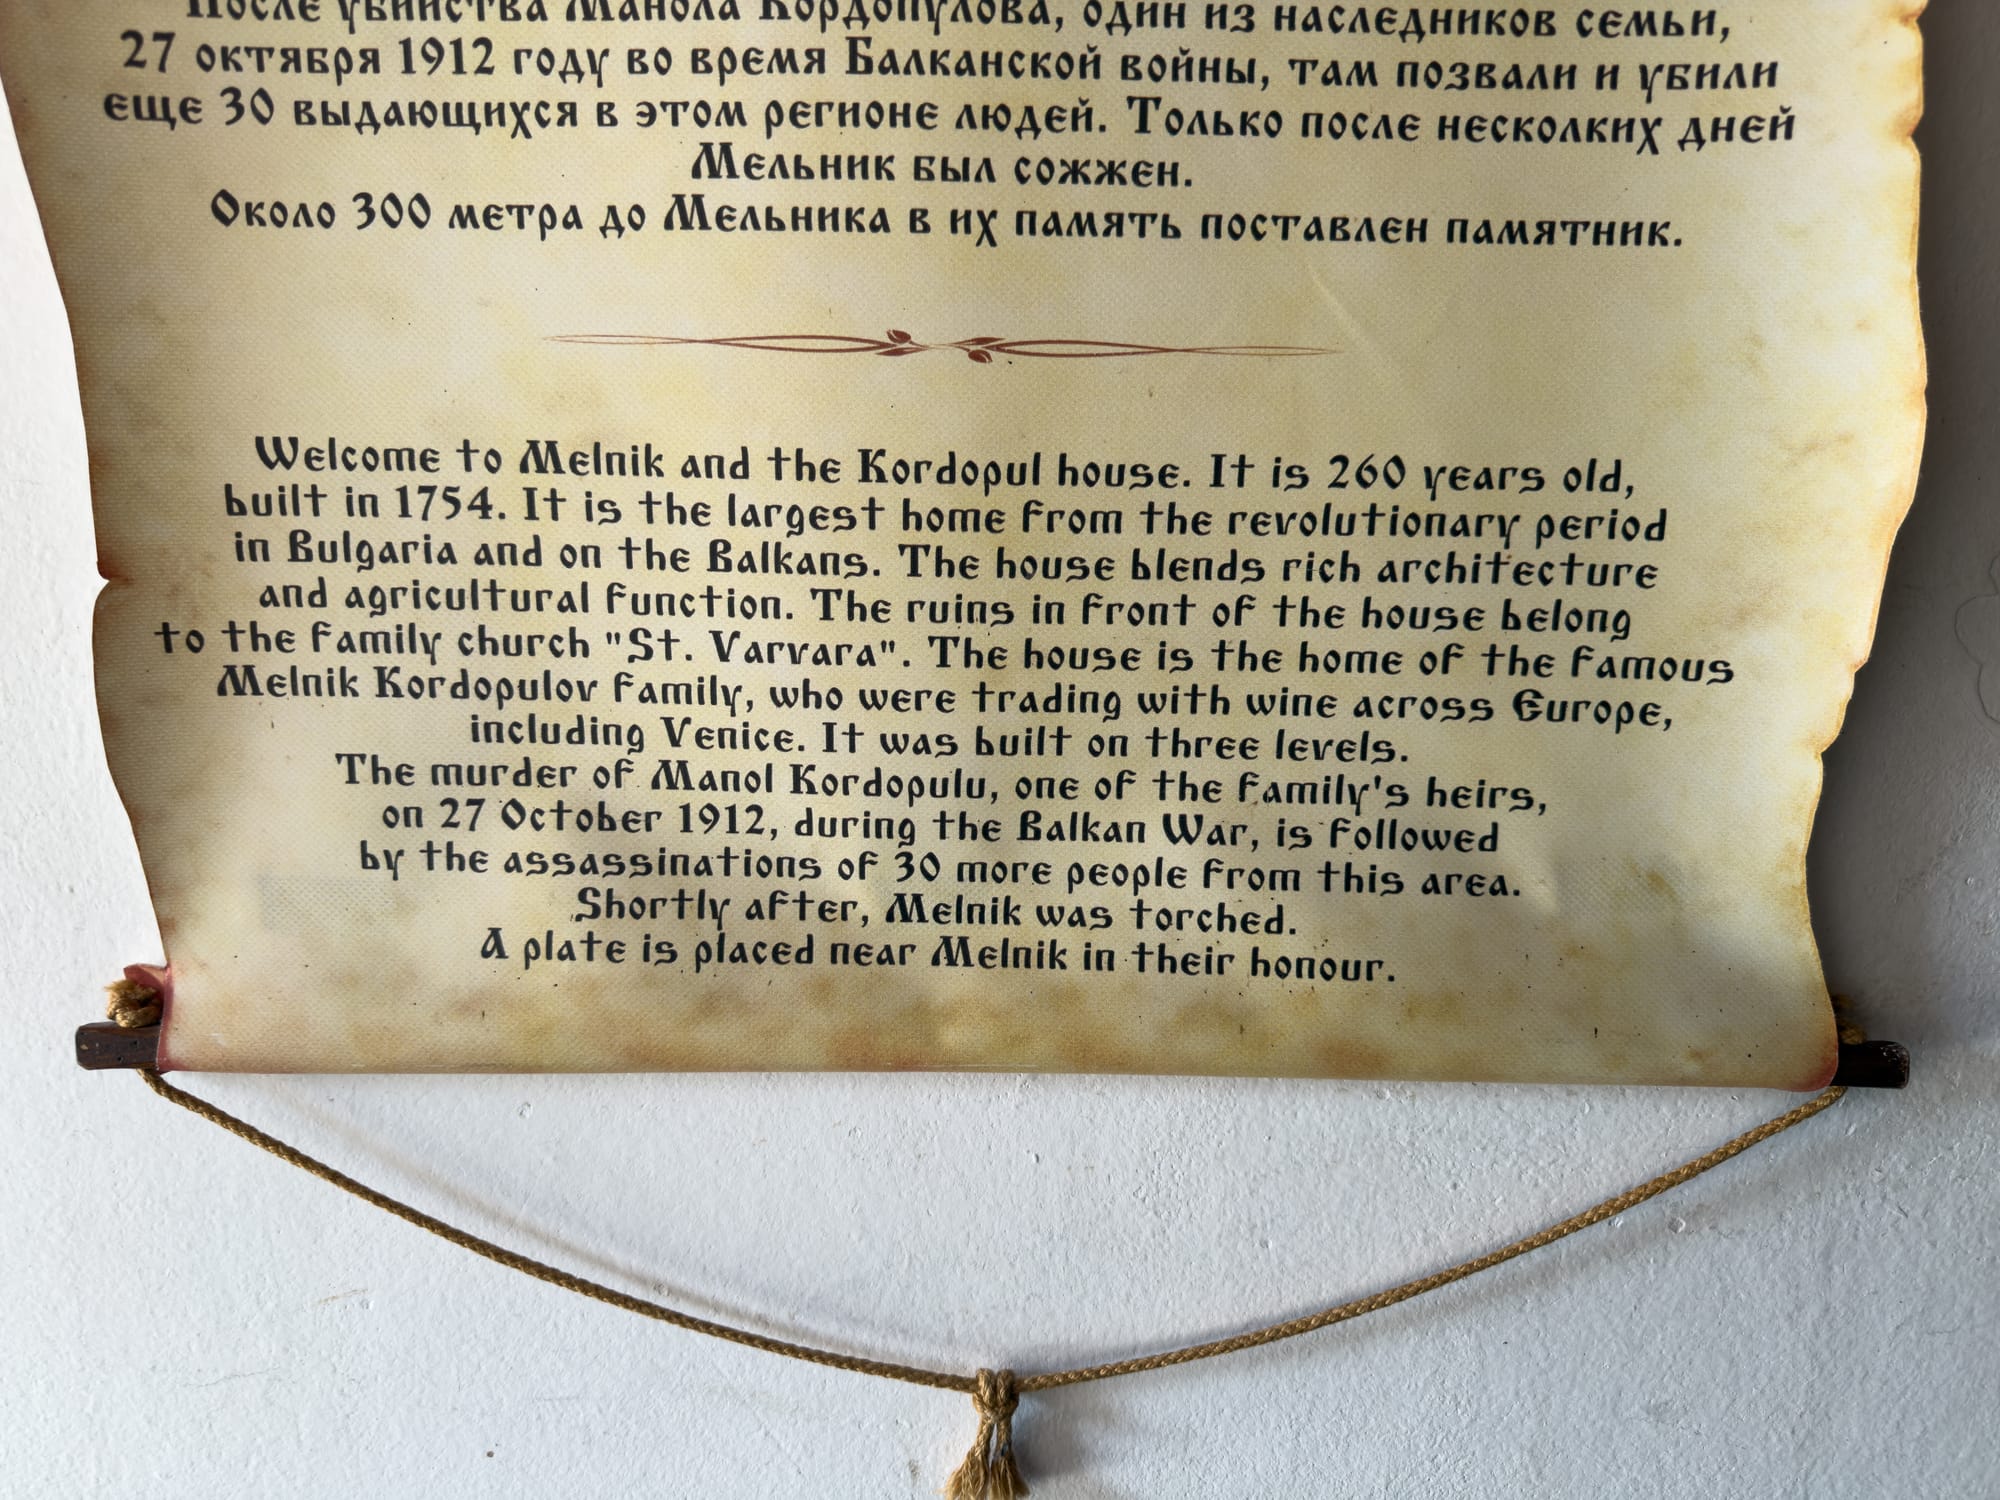 После убийства Манола Кордопулова, один из наследников семьи,
27 октября 1912 году во время Балканской войны, там позвали и убили
еще 30 выдающихся в этом регионе людей. Только после несколких дней
Мельник был сожжен.
Около 300 метра до Мельника в их память поставлен памятник.
Welcome to Melnik and the Kordopul house. It is 260 years old,
built in 1754. It is the largest home from the revolutionary period
in Bulgaria and on the Balkans. The house blends rich architecture
and agricultural function. The ruins in front of the house belong
to the family church "St. Varvara". The house is the home of the famous
Melnik Kordopulov family, who were trading with wine across Europe,
including Venice. It was built on three levels.
The murder of Manol Kordopulu, one of the family's heirs,
on 27 October 1912, during the Balkan War, is followed
by the assassinations of 30 more people from this area.
Shortly after, Melnik was torched.
A plate is placed near Melnik in their honour.